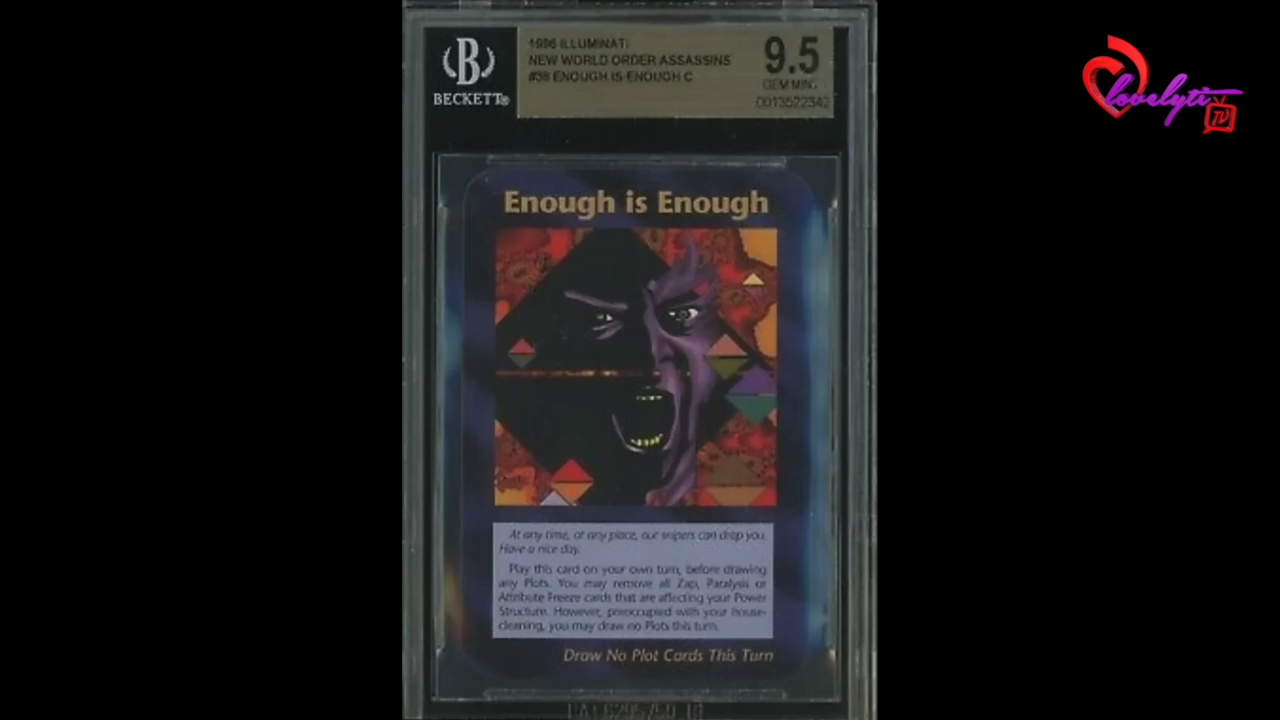 1996 ILLUMINATI
NEW WORLD ORDER ASSASSINS
#38 ENOUGH IS ENOUGH C
9.5
GEM MINT
0013522342
B
BECKETT®
lovelyti
TV
Enough is Enough
At any time, at any place, our snipers can drop you.
Have a nice day.
Play this card on your own turn, before drawing
any Plots. You may remove all Zap, Paralysis or
Attribute Freeze cards that are affecting your Power
Structure. However, preoccupied with your house-
cleaning, you may draw no Plots this turn.
Draw No Plot Cards This Turn